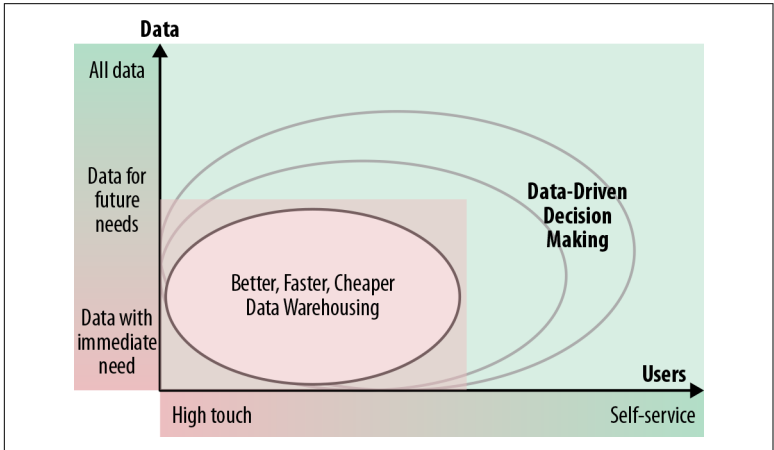 Data
All data
Data for
future
needs
Data-Driven
Decision
Making
Better, Faster, Cheaper
Data Warehousing
Data with
immediate
need
Users
High touch
Self-service